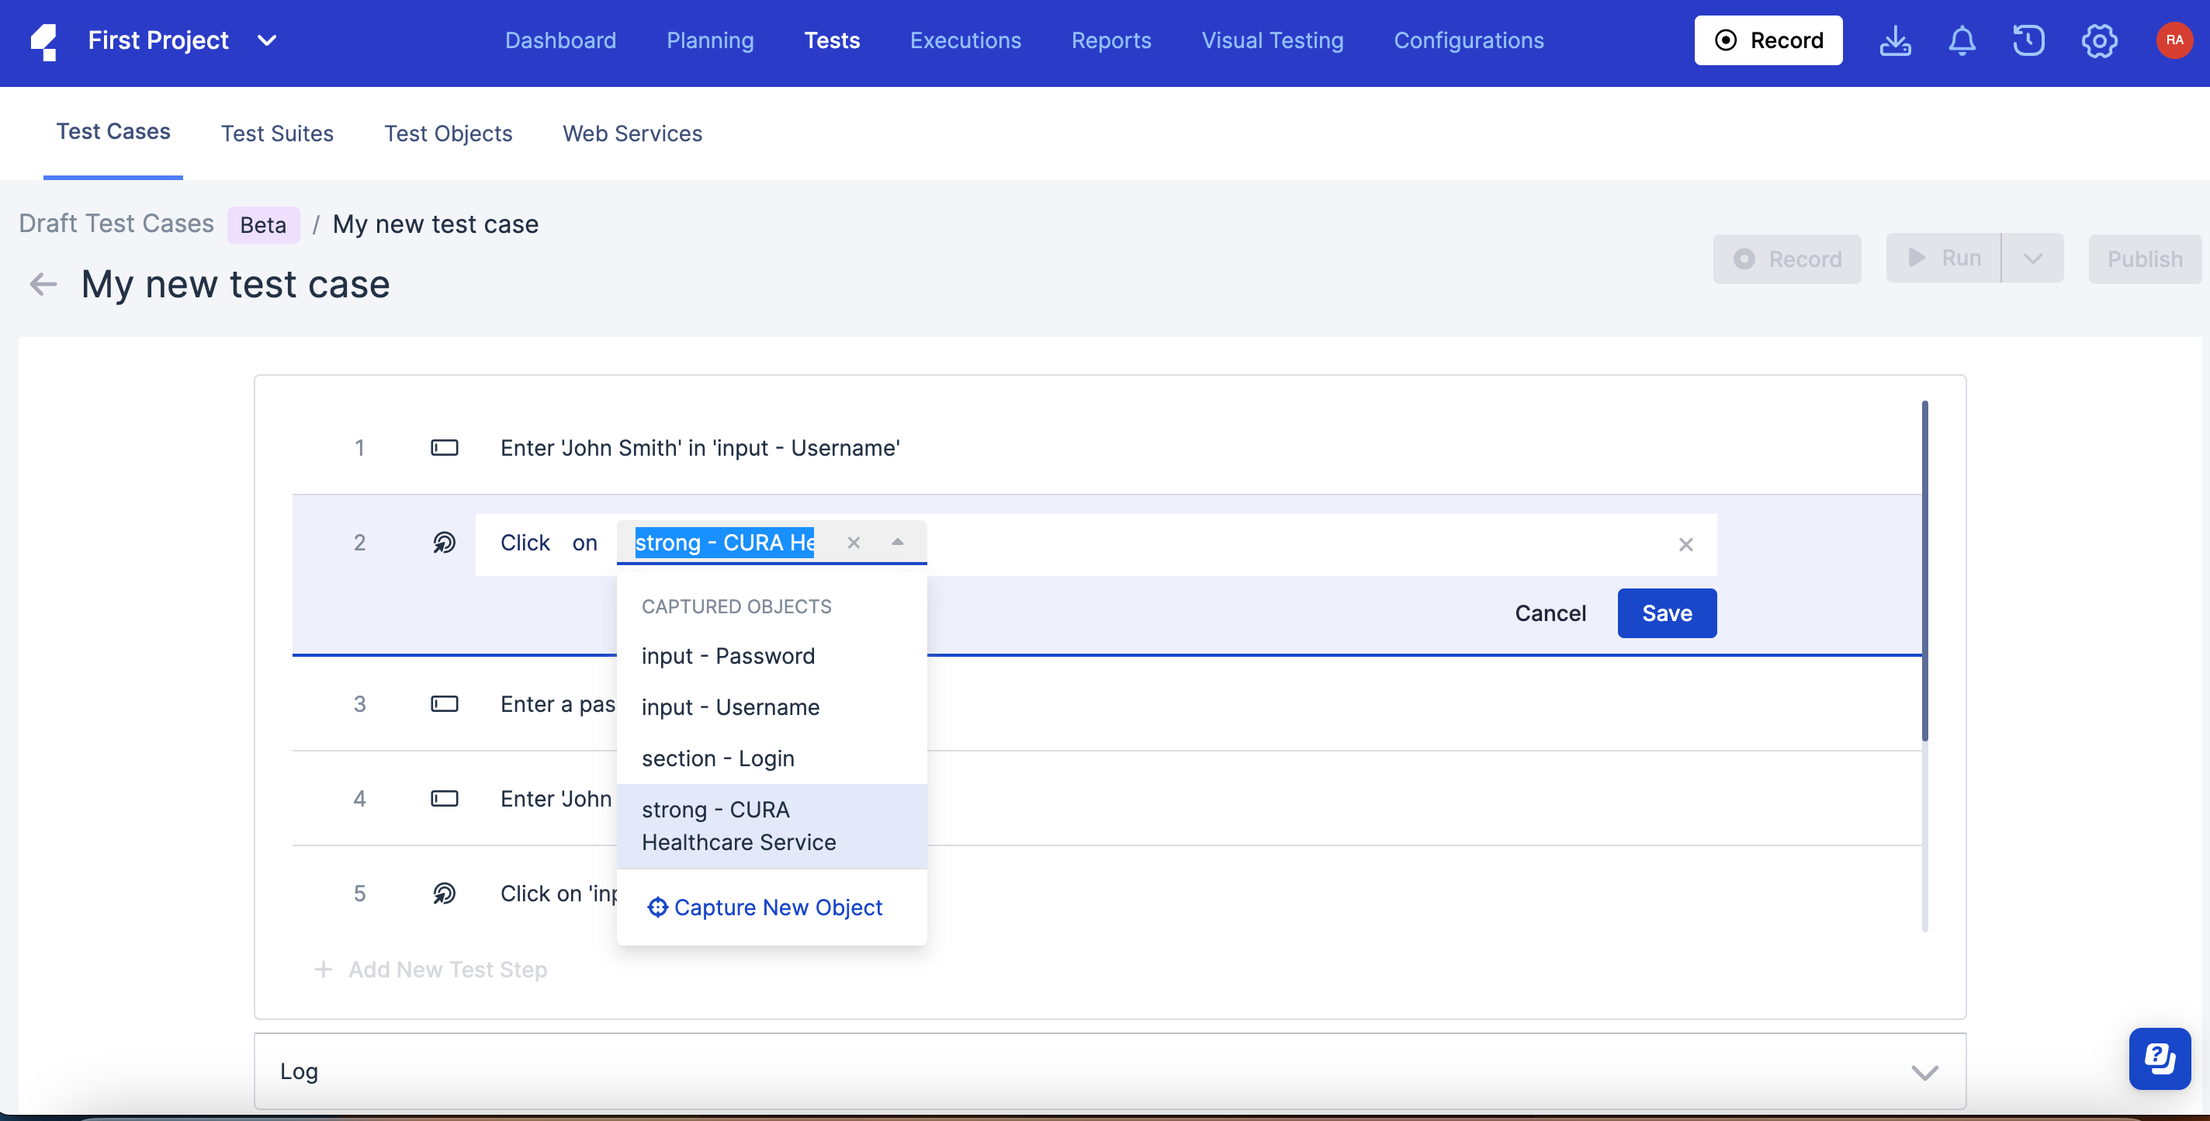 First Project
Dashboard Planning Tests Executions Reports Visual Testing Configurations
Record
RA
Test Cases Test Suites Test Objects Web Services
Draft Test Cases Beta / My new test case
My new test case
Record Run Publish
1 Enter 'John Smith' in 'input - Username'
2 Click on strong - CURA He
CAPTURED OBJECTS
input - Password
input - Username
section - Login
strong - CURA
Healthcare Service
Capture New Object
Cancel Save
3 Enter a pas
4 Enter 'John
5 Click on 'inp
+ Add New Test Step
Log